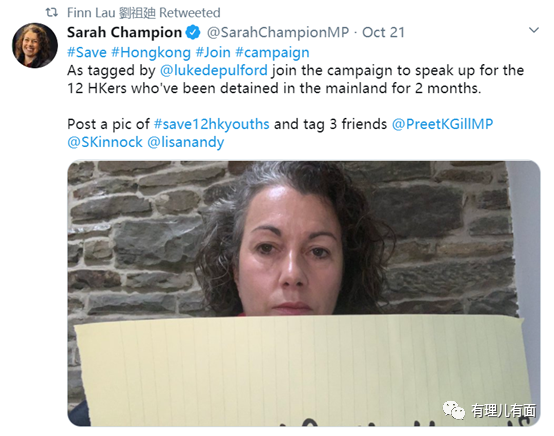 Finn Lau 劉祖廸 Retweeted
Sarah Champion @SarahChampionMP · Oct 21
#Save #Hongkong #Join #campaign
As tagged by @lukedepulford join the campaign to speak up for the
12 HKers who've been detained in the mainland for 2 months.
Post a pic of #save12hkyouths and tag 3 friends @PreetKGillMP
@SKinnock @lisanandy
有理儿有面